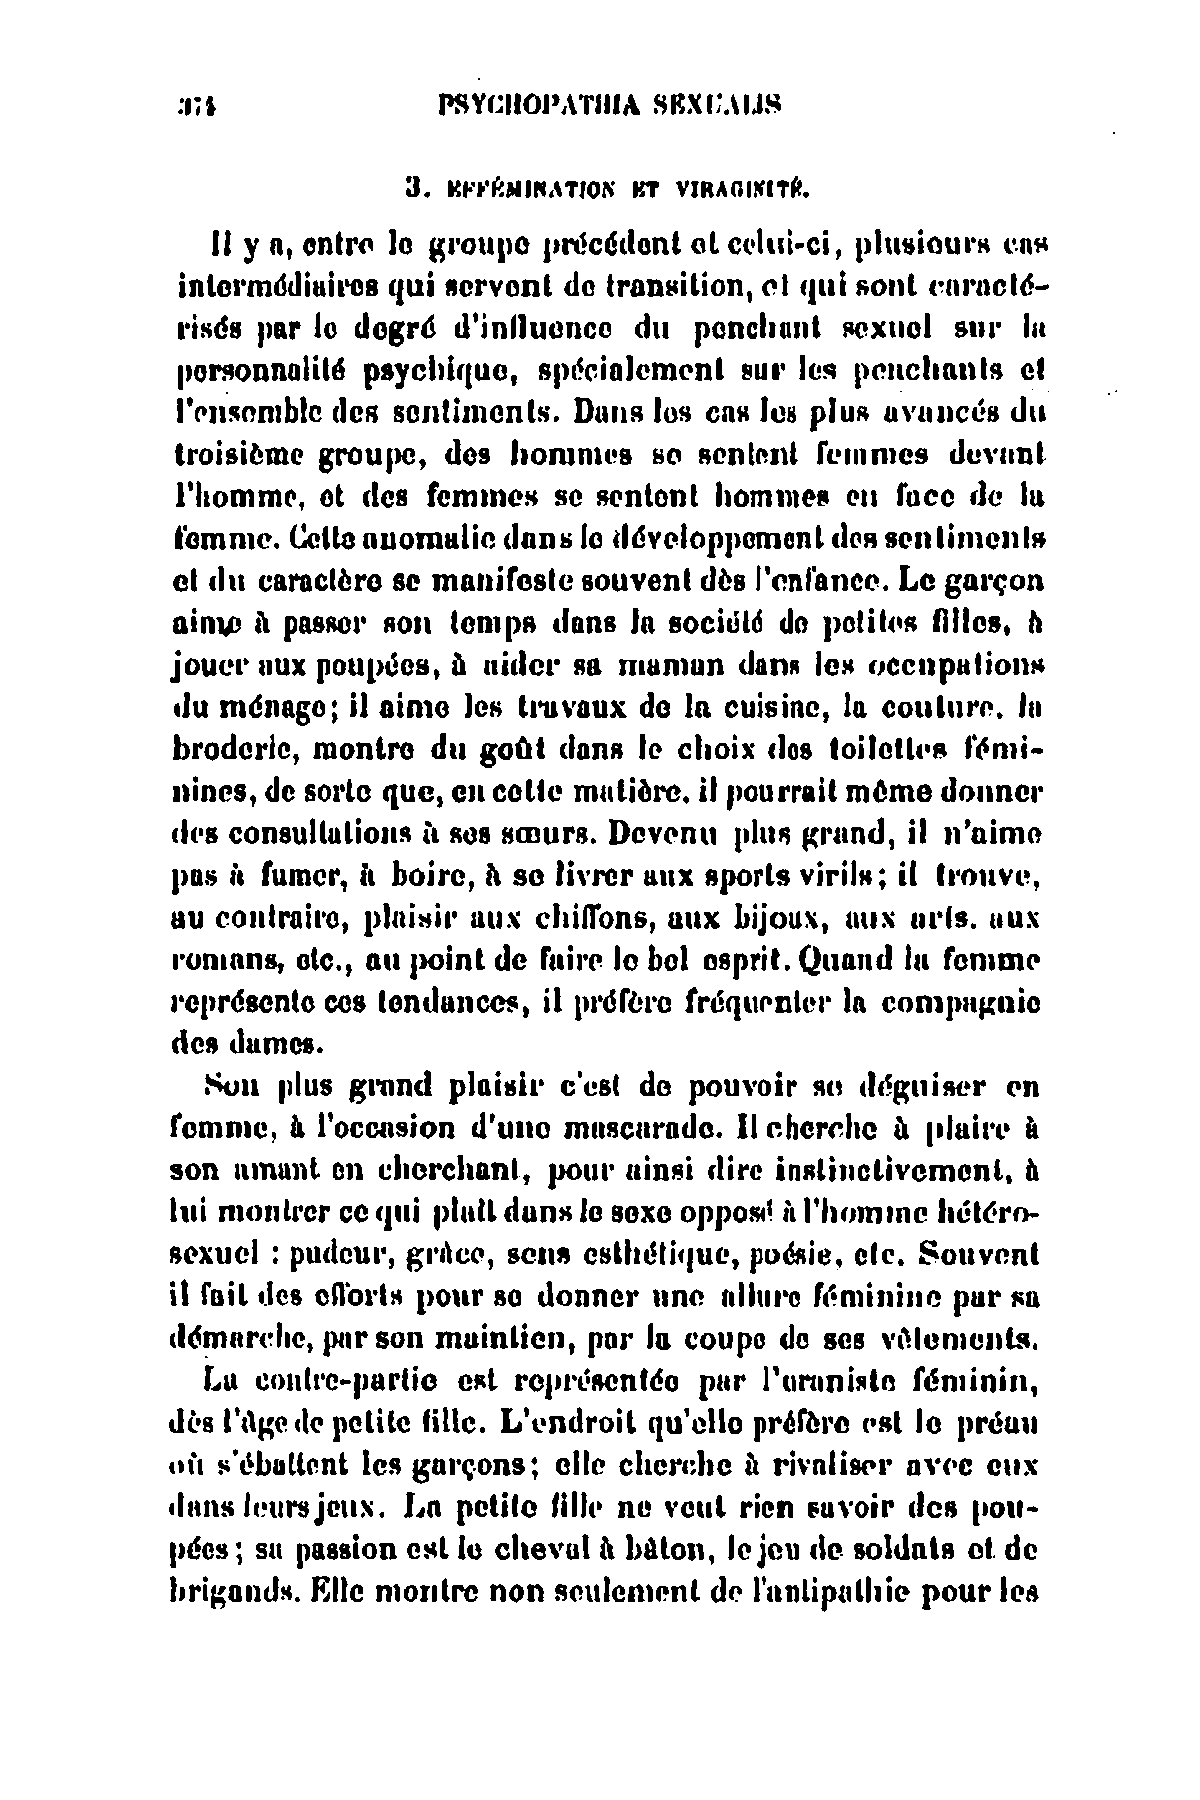 374 PSYCHOPATHIA SEXUALIS
3. EFFÉMINATION ET VIRAGINITÉ.
Il y a, entre le groupe précédent et celui-ci, plusieurs cas
intermédiaires qui servent de transition, et qui sont caracté-
risés par le degré d'influence du penchant sexuel sur la
personnalité psychique, spécialement sur les penchants et
l'ensemble des sentiments. Dans les cas les plus avancés du
troisième groupe, des hommes se sentent femmes devant
l'homme, et des femmes se sentent hommes en face de la
femme. Cette anomalie dans le développement des sentiments
et du caractère se manifeste souvent dès l'enfance. Le garçon
aime à passer son temps dans la société de petites filles, à
jouer aux poupées, à aider sa maman dans les occupations
du ménage; il aime les travaux de la cuisine, la couture, la
broderie, montre du goût dans le choix des toilettes fémi-
nines, de sorte que, en cette matière, il pourrait même donner
des consultations à ses sœurs. Devenu plus grand, il n'aime
pas à fumer, à boire, à se livrer aux sports virils; il trouve,
au contraire, plaisir aux chiffons, aux bijoux, aux arts, aux
romans, etc., au point de faire le bel esprit. Quand la femme
représente ces tendances, il préfère fréquenter la compagnie
des dames.
Son plus grand plaisir c'est de pouvoir se déguiser en
femme, à l'occasion d'une mascarade. Il cherche à plaire à
son amant en cherchant, pour ainsi dire instinctivement, à
lui montrer ce qui plaît dans le sexe opposé à l'homme hétéro-
sexuel : pudeur, grâce, sens esthétique, poésie, etc. Souvent
il fait des efforts pour se donner une allure féminine par sa
démarche, par son maintien, par la coupe de ses vêtements.
La contre-partie est représentée par l'uraniste féminin,
dès l'âge de petite fille. L'endroit qu'elle préfère est le préau
où s'ébattent les garçons; elle cherche à rivaliser avec eux
dans leurs jeux. La petite fille ne veut rien savoir des pou-
pées; sa passion est le cheval à bâton, le jeu de soldats et de
brigands. Elle montre non seulement de l'antipathie pour les